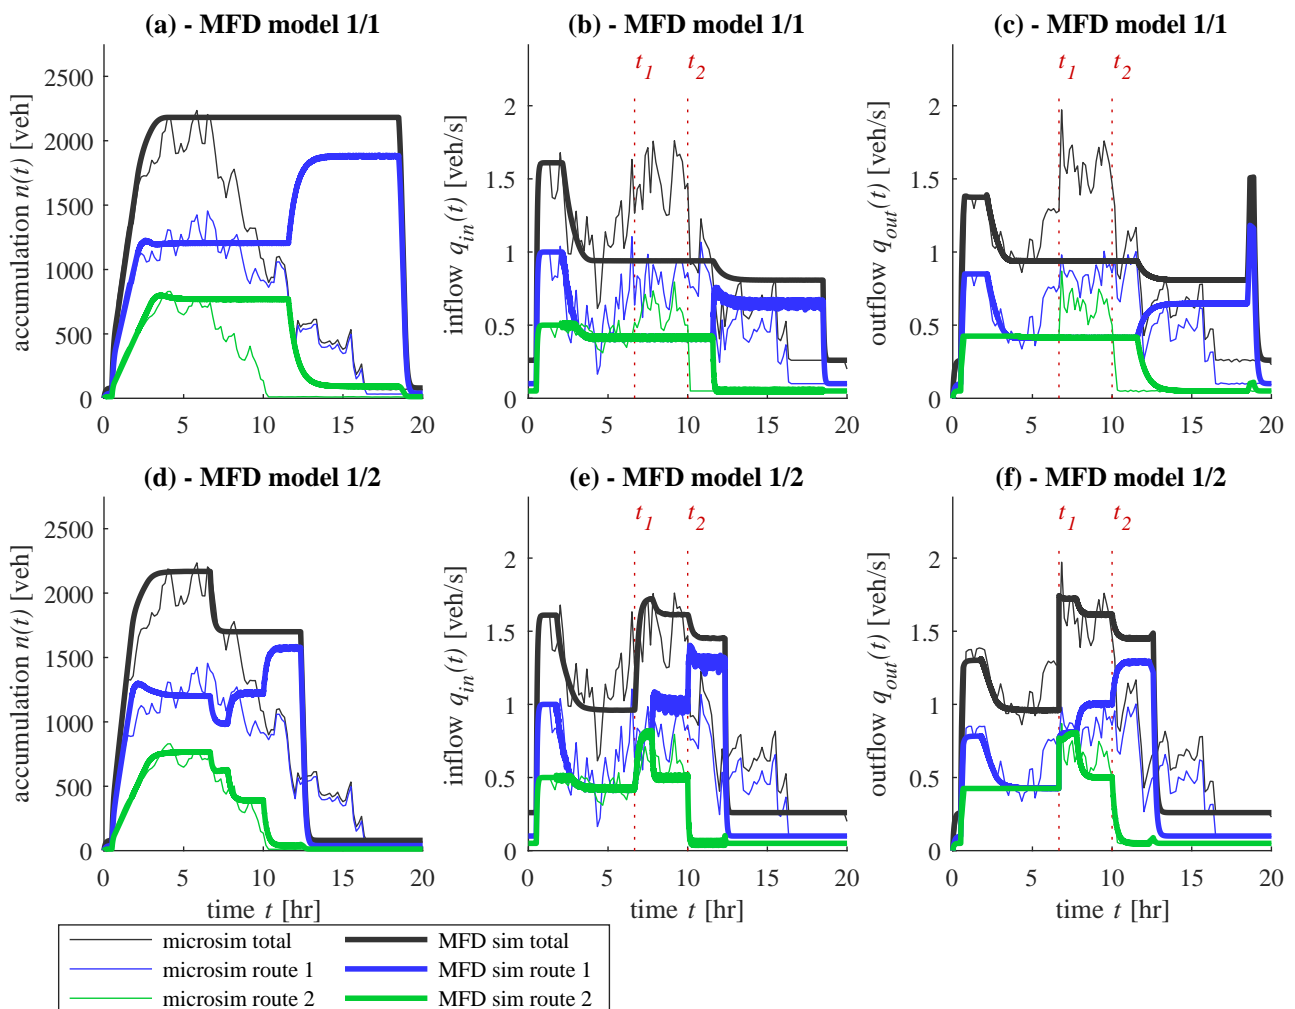 (a) - MFD model 1/1
(b) - MFD model 1/1
(c) - MFD model 1/1
accumulation n(t) [veh]
2500
2000
1500
1000
500
0
0 5 10 15 20
inflow q_in(t) [veh/s]
t_1 t_2
2
1.5
1
0.5
0
0 5 10 15 20
outflow q_out(t) [veh/s]
t_1 t_2
2
1.5
1
0.5
0
0 5 10 15 20
(d) - MFD model 1/2
(e) - MFD model 1/2
(f) - MFD model 1/2
accumulation n(t) [veh]
2500
2000
1500
1000
500
0
0 5 10 15 20
time t [hr]
inflow q_in(t) [veh/s]
t_1 t_2
2
1.5
1
0.5
0
0 5 10 15 20
time t [hr]
outflow q_out(t) [veh/s]
t_1 t_2
2
1.5
1
0.5
0
0 5 10 15 20
time t [hr]
microsim total
MFD sim total
microsim route 1
MFD sim route 1
microsim route 2
MFD sim route 2